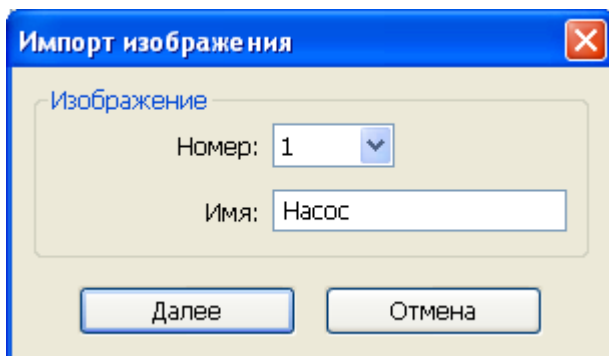 Импорт изображения
Изображение
Номер: 1
Имя: Насос
Далее Отмена